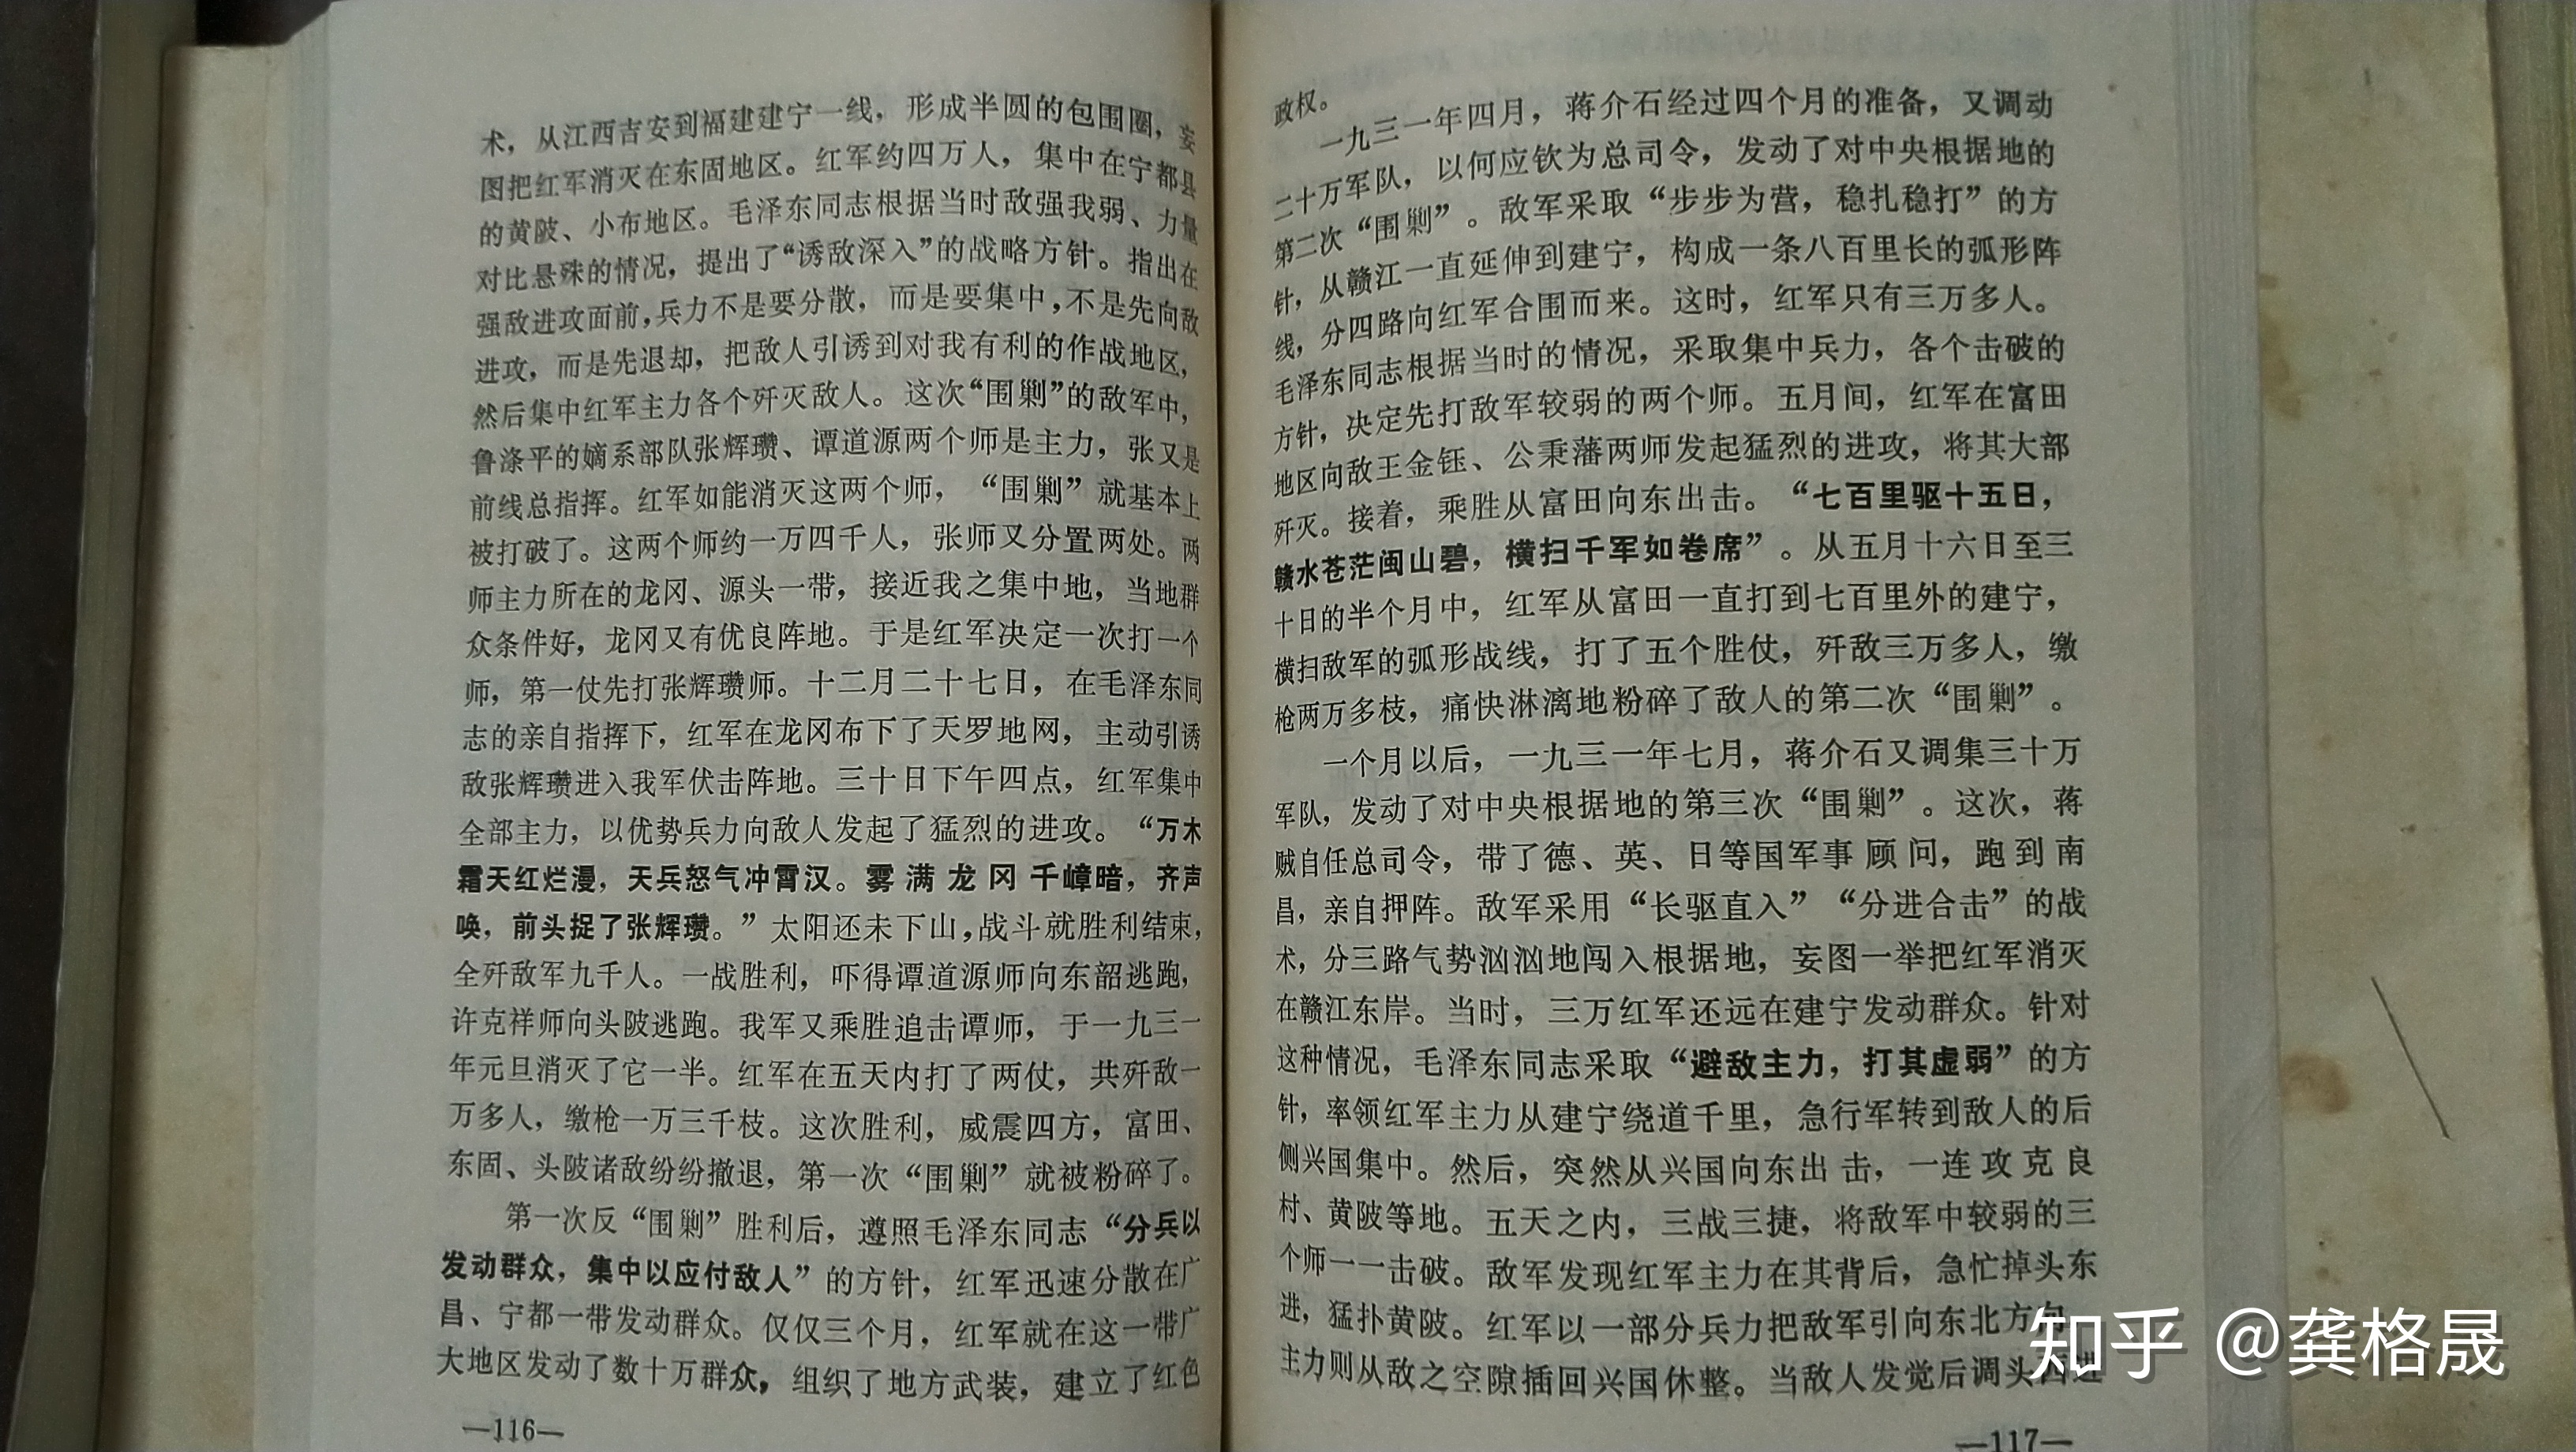 术，从江西吉安到福建建宁一线，形成半圆的包围圈，妄
图把红军消灭在东固地区。红军约四万人，集中在宁都县
的黄陂、小布地区。毛泽东同志根据当时敌强我弱、力量
对比悬殊的情况，提出了“诱敌深入”的战略方针。指出在
强敌进攻面前，兵力不是要分散，而是要集中，不是先向敌
进攻，而是先退却，把敌人引诱到对我有利的作战地区，
然后集中红军主力各个歼灭敌人。这次“围剿”的敌军中，
鲁涤平的嫡系部队张辉瓒、谭道源两个师是主力，张又是
前线总指挥。红军如能消灭这两个师，“围剿”就基本上
被打破了。这两个师约一万四千人，张师又分置两处。两
师主力所在的龙冈、源头一带，接近我之集中地，当地群
众条件好，龙冈又有优良阵地。于是红军决定一次打一个
师，第一仗先打张辉瓒师。十二月二十七日，在毛泽东同
志的亲自指挥下，红军在龙冈布下了天罗地网，主动引诱
敌张辉瓒进入我军伏击阵地。三十日下午四点，红军集中
全部主力，以优势兵力向敌人发起了猛烈的进攻。“万木
霜天红烂漫，天兵怒气冲霄汉。雾满龙冈千嶂暗，齐声
唤，前头捉了张辉瓒。”太阳还未下山，战斗就胜利结束，
全歼敌军九千人。一战胜利，吓得谭道源师向东韶逃跑，
许克祥师向头陂逃跑。我军又乘胜追击谭师，于一九三一
年元旦消灭了它一半。红军在五天内打了两仗，共歼敌一
万多人，缴枪一万三千枝。这次胜利，威震四方，富田、
东固、头陂诸敌纷纷撤退，第一次“围剿”就被粉碎了。
第一次反“围剿”胜利后，遵照毛泽东同志“分兵以
发动群众，集中以应付敌人”的方针，红军迅速分散在广
昌、宁都一带发动群众。仅仅三个月，红军就在这一带广
大地区发动了数十万群众，组织了地方武装，建立了红色
—116—
政权。
一九三一年四月，蒋介石经过四个月的准备，又调动
二十万军队，以何应钦为总司令，发动了对中央根据地的
第二次“围剿”。敌军采取“步步为营，稳扎稳打”的方
针，从赣江一直延伸到建宁，构成一条八百里长的弧形阵
线，分四路向红军合围而来。这时，红军只有三万多人。
毛泽东同志根据当时的情况，采取集中兵力，各个击破的
方针，决定先打敌军较弱的两个师。五月间，红军在富田
地区向敌王金钰、公秉藩两师发起猛烈的进攻，将其大部
歼灭。接着，乘胜从富田向东出击。“七百里驱十五日，
赣水苍茫闽山碧，横扫千军如卷席”。从五月十六日至三
十日的半个月中，红军从富田一直打到七百里外的建宁，
横扫敌军的弧形战线，打了五个胜仗，歼敌三万多人，缴
枪两万多枝，痛快淋漓地粉碎了敌人的第二次“围剿”。
一个月以后，一九三一年七月，蒋介石又调集三十万
军队，发动了对中央根据地的第三次“围剿”。这次，蒋
贼自任总司令，带了德、英、日等国军事顾问，跑到南
昌，亲自押阵。敌军采用“长驱直入”“分进合击”的战
术，分三路气势汹汹地闯入根据地，妄图一举把红军消灭
在赣江东岸。当时，三万红军还远在建宁发动群众。针对
这种情况，毛泽东同志采取“避敌主力，打其虚弱”的方
针，率领红军主力从建宁绕道千里，急行军转到敌人的后
侧兴国集中。然后，突然从兴国向东出击，一连攻克良
村、黄陂等地。五天之内，三战三捷，将敌军中较弱的三
个师一一击破。敌军发现红军主力在其背后，急忙掉头东
进，猛扑黄陂。红军以一部分兵力把敌军引向东北方向，
主力则从敌之空隙插回兴国休整。当敌人发觉后调头西进
—117—
知乎 @龚格晟